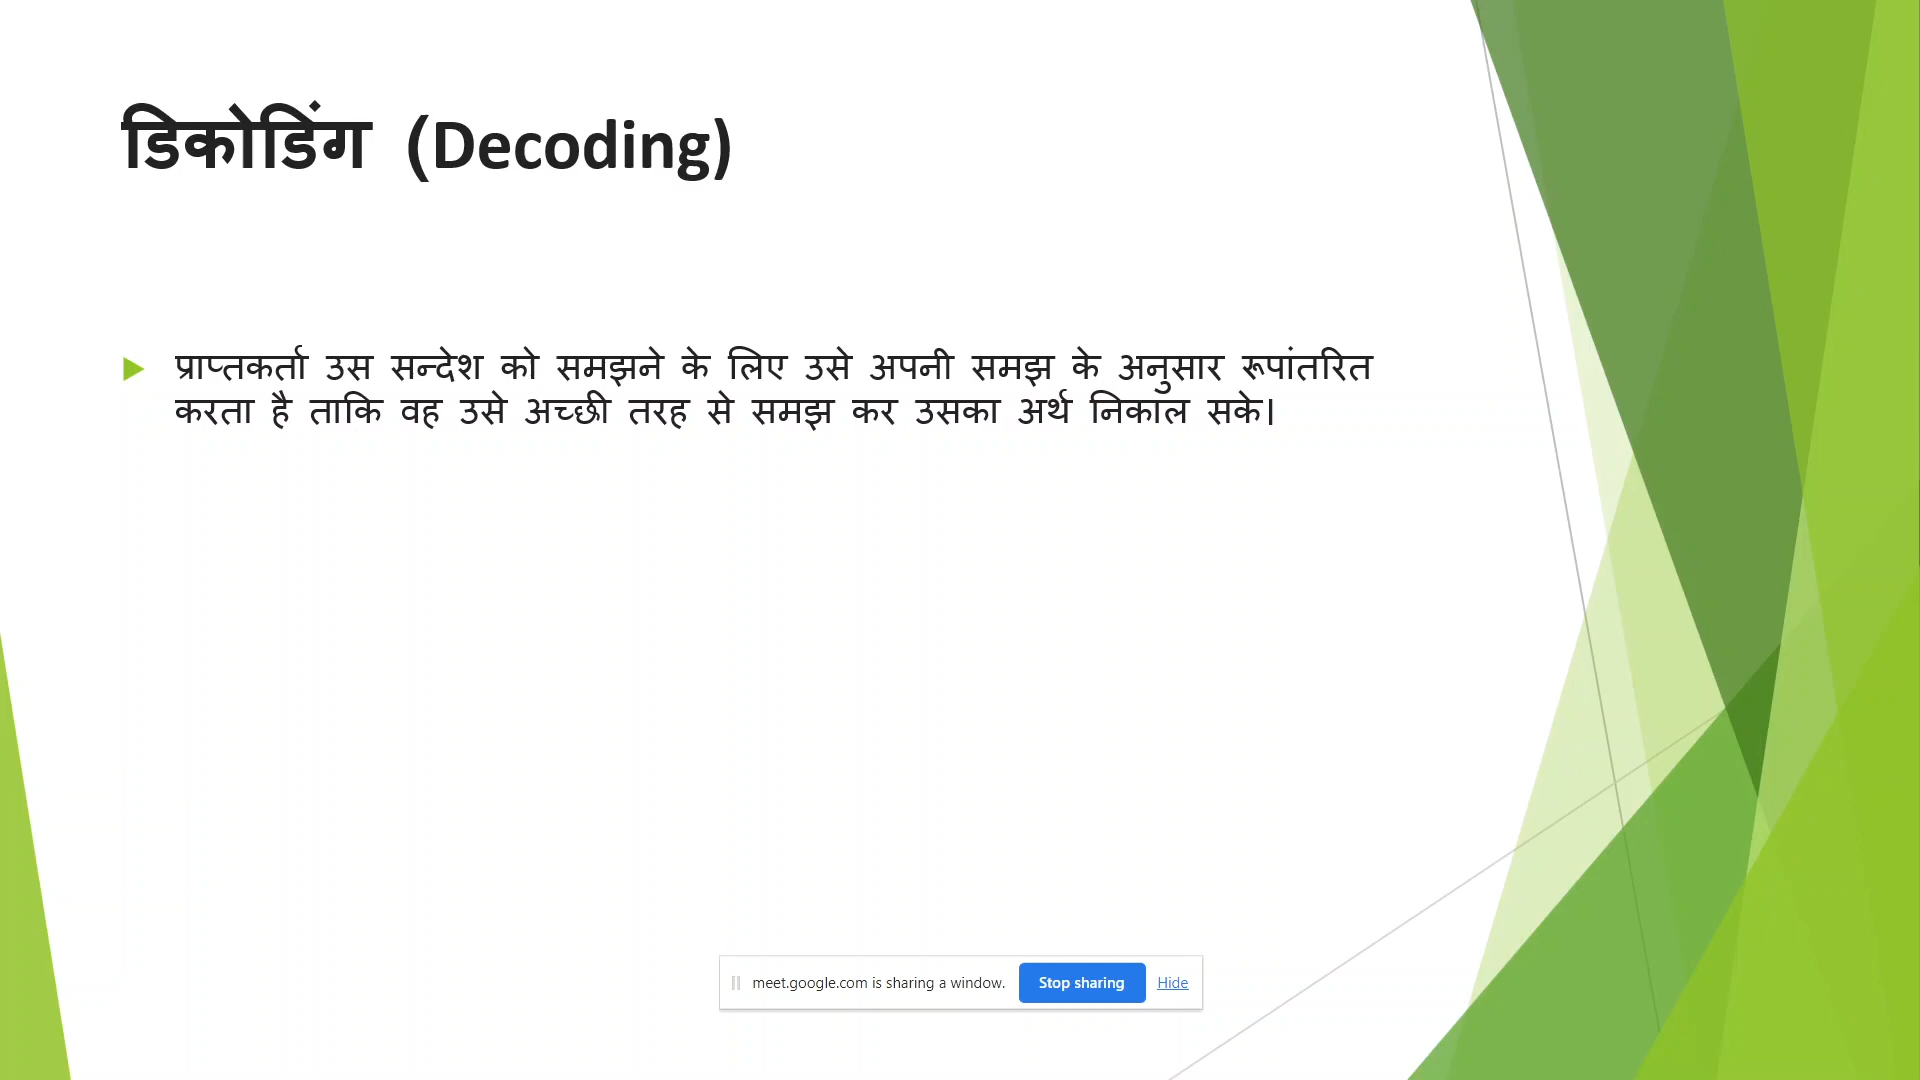 डिकोडिंग (Decoding)
प्राप्तकर्ता उस सन्देश को समझने के लिए उसे अपनी समझ के अनुसार रूपांतरित
करता है ताकि वह उसे अच्छी तरह से समझ कर उसका अर्थ निकाल सके।
meet.google.com is sharing a window. Stop sharing Hide